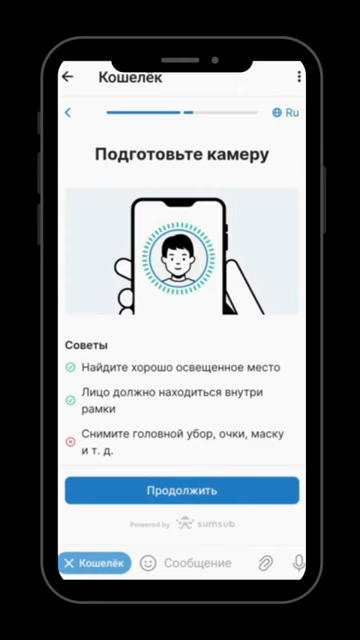 Кошелёк
Ru
Подготовьте камеру
Советы
Найдите хорошо освещенное место
Лицо должно находиться внутри
рамки
Снимите головной убор, очки, маску
и т. д.
Продолжить
Powered by sumsub
Кошелёк
Сообщение